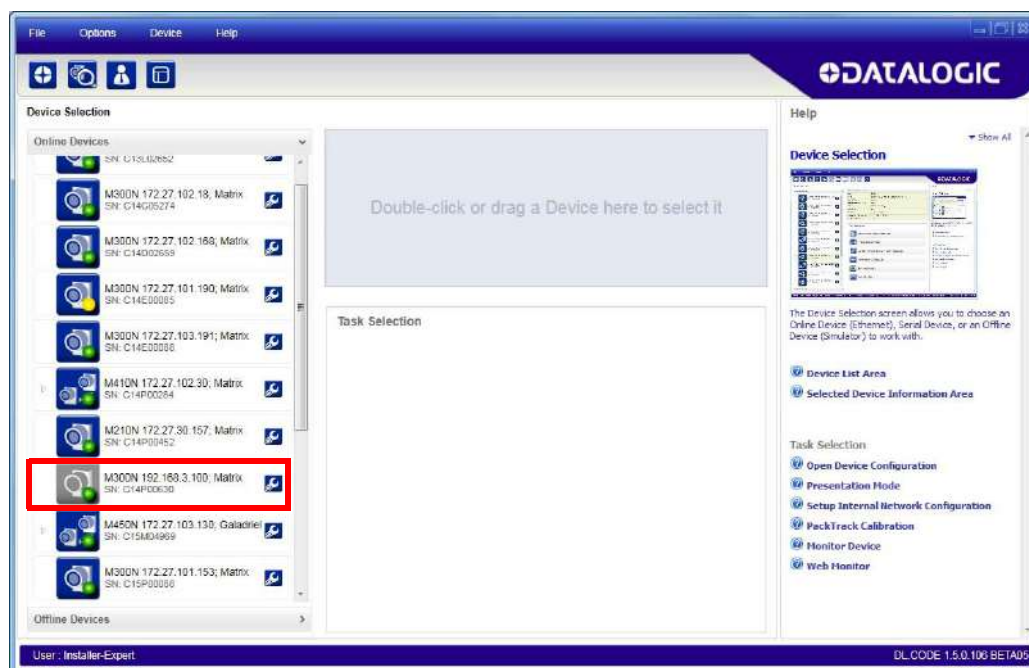 File Options Device Help
DATALOGIC
Device Selection
Online Devices
SN: C13L02652
M300N 172.27.102.18, Matrix
SN: C14G05274
M300N 172.27.102.168; Matrix
SN: C14D02659
M300N 172.27.101.190; Matrix
SN: C14E00085
M300N 172.27.103.191; Matrix
SN: C14E00086
M410N 172.27.102.30; Matrix
SN: C14P00284
M210N 172.27.30.157; Matrix
SN: C14P00452
M300N 192.168.3.100; Matrix
SN: C14P00630
M450N 172.27.103.130; Galadriel
SN: C15M04969
M300N 172.27.101.153; Matrix
SN: C15P00086
Offline Devices
Double-click or drag a Device here to select it
Task Selection
Help
Show All
Device Selection
The Device Selection screen allows you to choose an
Online Device (Ethernet), Serial Device, or an Offline
Device (Simulator) to work with.
Device List Area
Selected Device Information Area
Task Selection
Open Device Configuration
Presentation Mode
Setup Internal Network Configuration
PackTrack Calibration
Monitor Device
Web Monitor
User : Installer-Expert
DL.CODE 1.5.0.106 BETA05